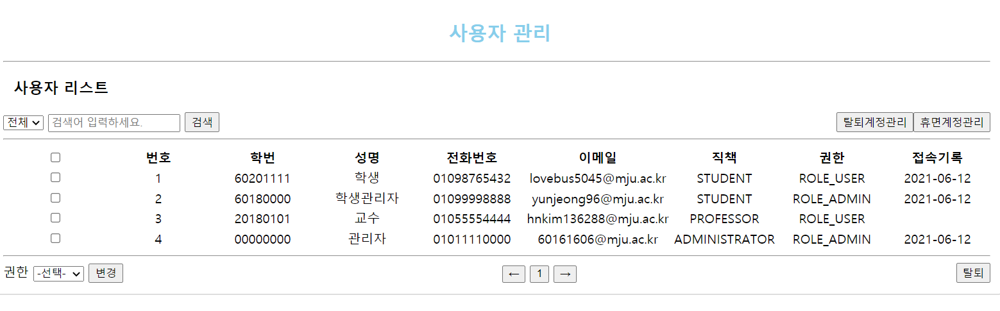 사용자 관리
사용자 리스트
전체 검색어 입력하세요. 검색 탈퇴계정관리 휴면계정관리
번호 학번 성명 전화번호 이메일 직책 권한 접속기록
1 60201111 학생 01098765432 lovebus5045@mju.ac.kr STUDENT ROLE_USER 2021-06-12
2 60180000 학생관리자 01099998888 yunjeong96@mju.ac.kr STUDENT ROLE_ADMIN 2021-06-12
3 20180101 교수 01055554444 hnkim136288@mju.ac.kr PROFESSOR ROLE_USER
4 00000000 관리자 01011110000 60161606@mju.ac.kr ADMINISTRATOR ROLE_ADMIN 2021-06-12
권한 -선택- 변경 ← 1 → 탈퇴